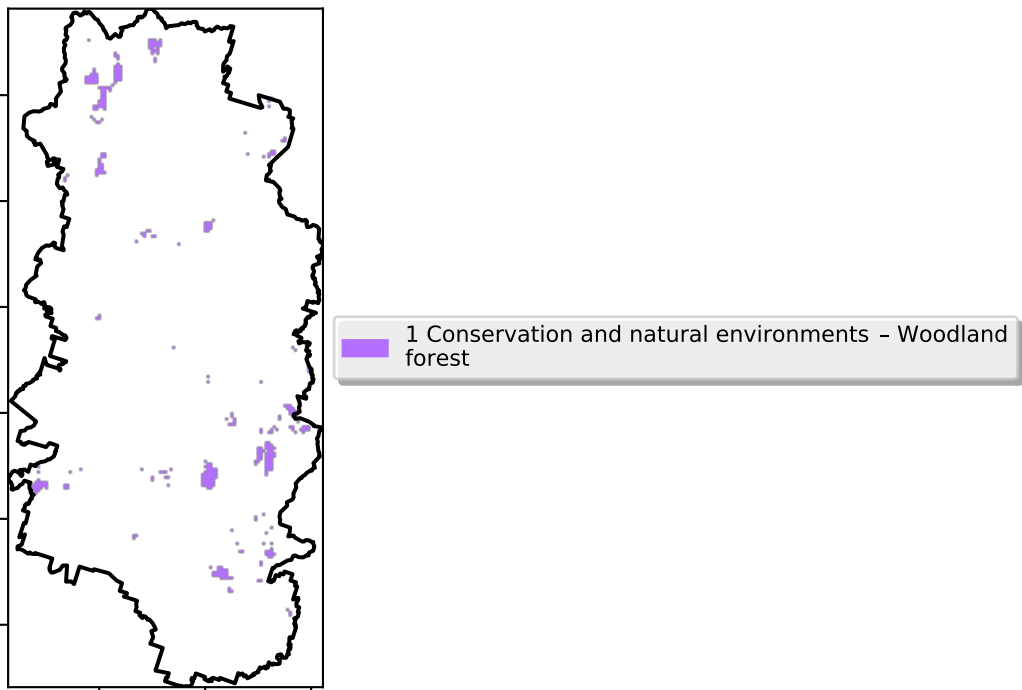 1 Conservation and natural environments – Woodland
forest